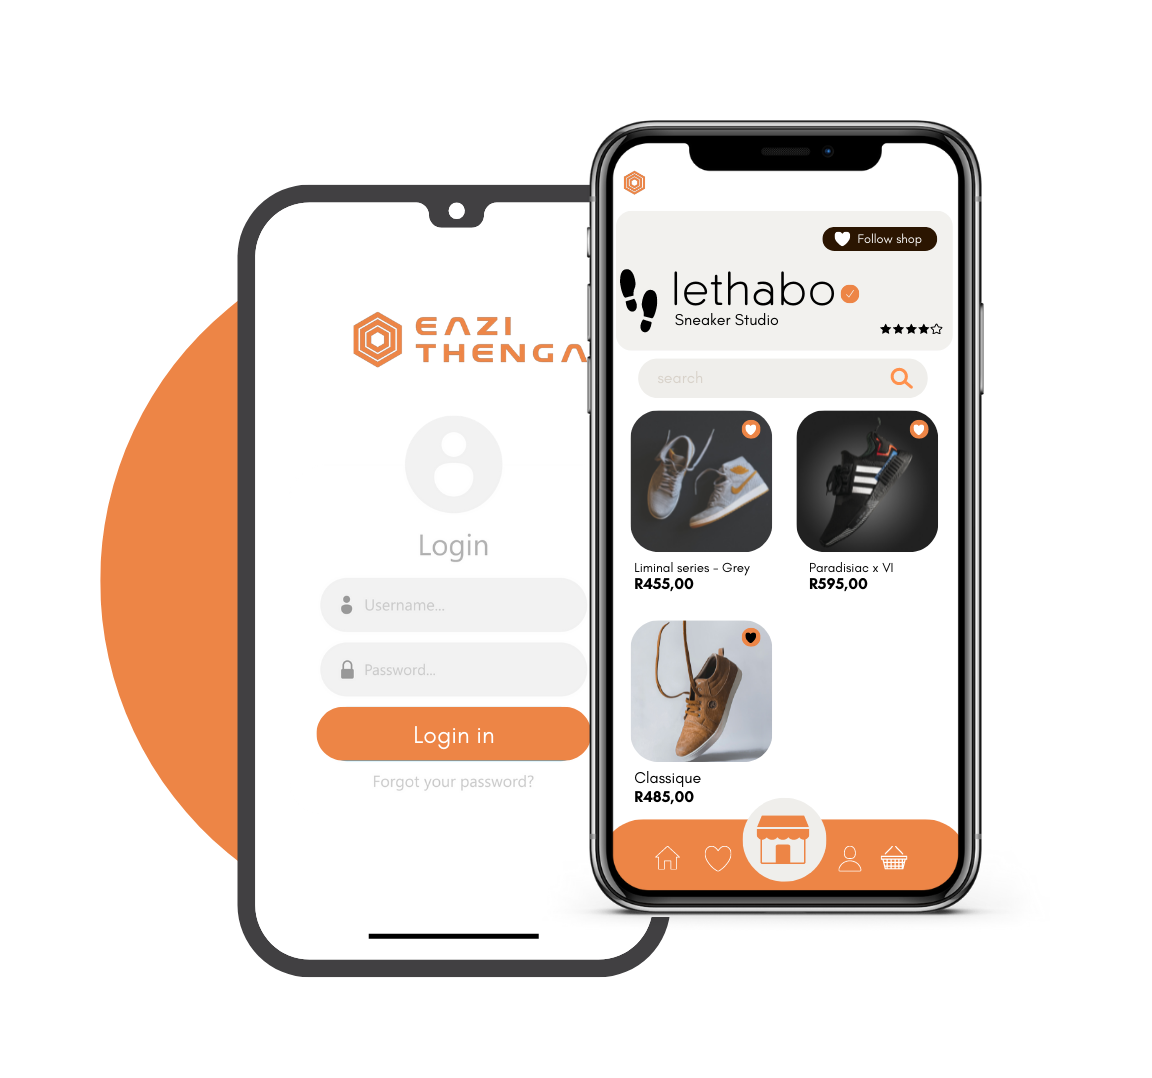 EAZI
THENGA
Login
Username...
Password...
Login in
Forgot your password?
Follow shop
lethabo
Sneaker Studio
search
Liminal series - Grey
R455,00
Paradisiac x VI
R595,00
Classique
R485,00